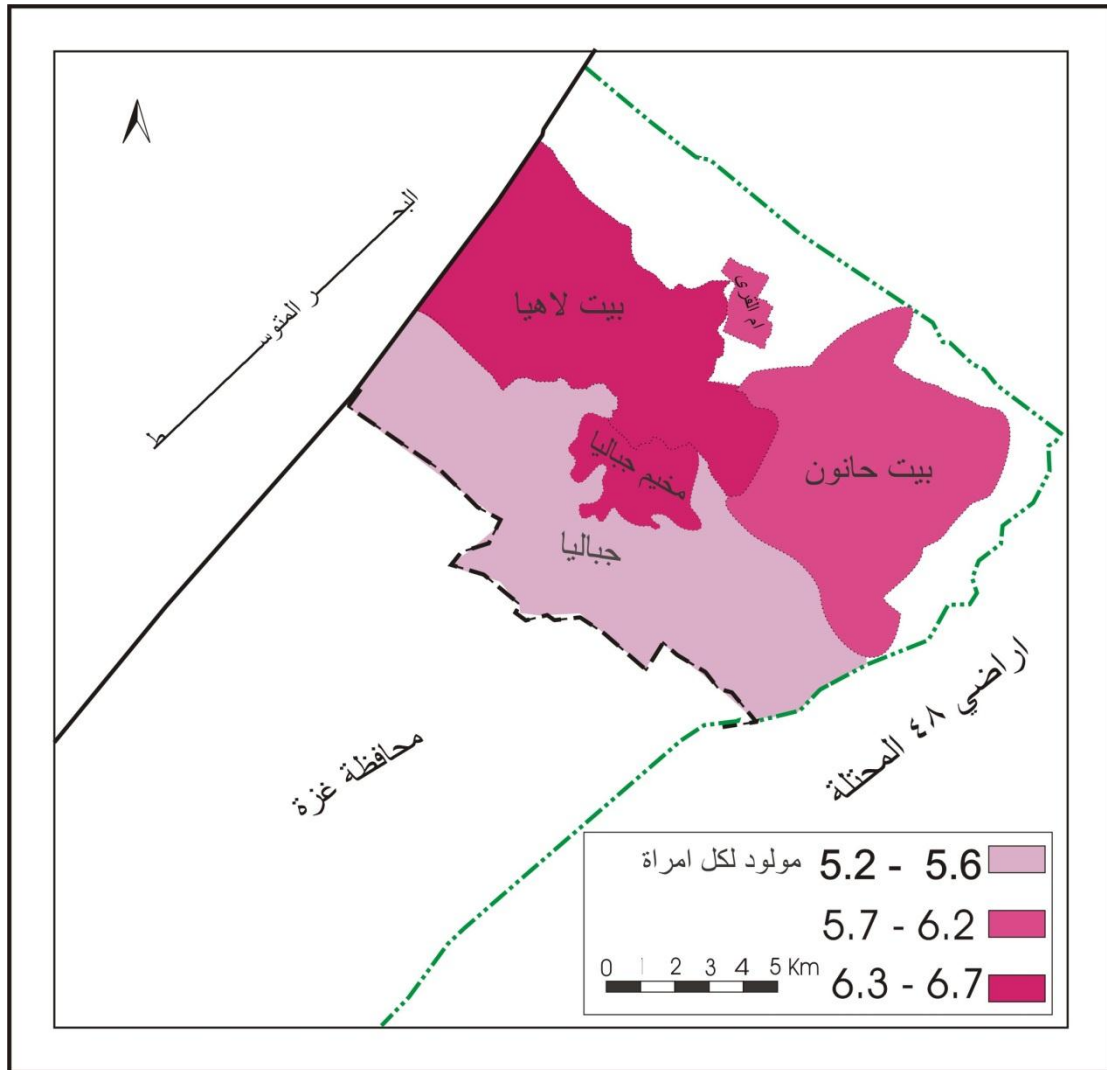 البحر المتوسط
بيت لاهيا
ام القرى
بيت حانون
مخيم جباليا
جباليا
اراضي ٤٨ المحتلة
محافظة غزة
مولود لكل امراة 5.2 - 5.6
5.7 - 6.2
6.3 - 6.7
0 1 2 3 4 5 Km